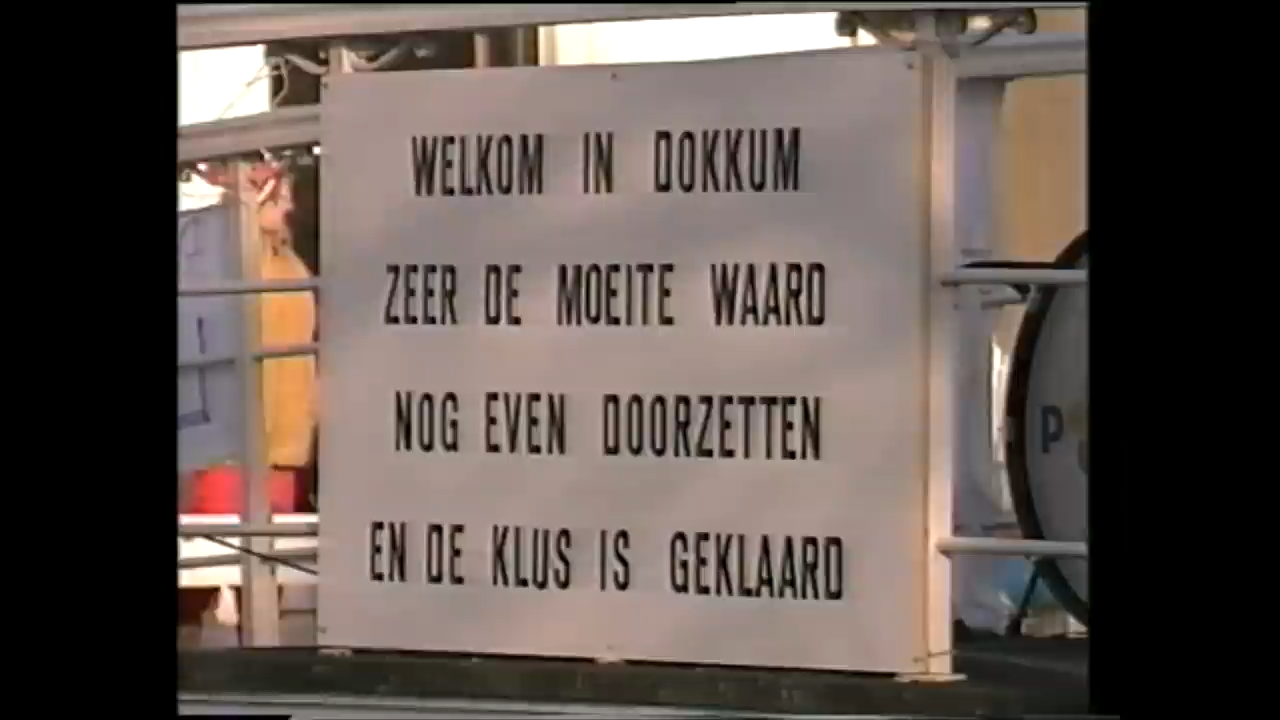 WELKOM IN DOKKUM
ZEER DE MOEITE WAARD
NOG EVEN DOORZETTEN
EN DE KLUS IS GEKLAARD
P